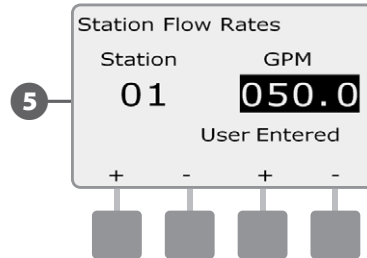 Station Flow Rates
Station GPM
5
01 050.0
User Entered
+ - + -